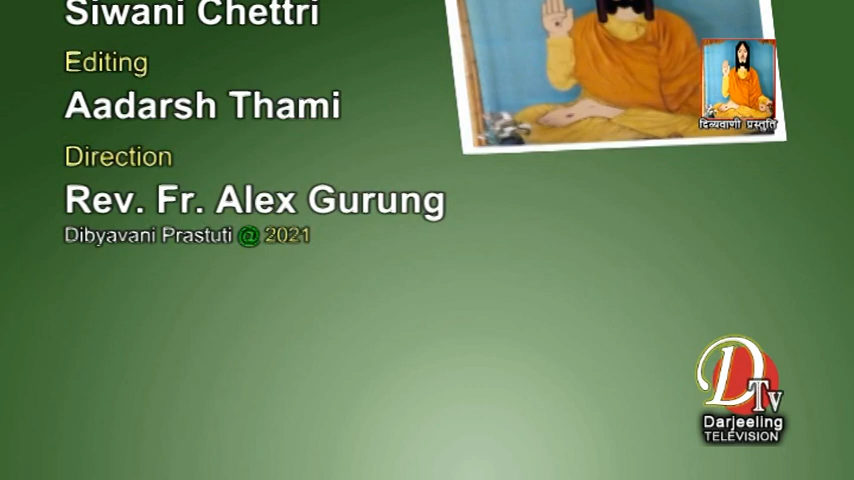 Siwani Chettri
Editing
Aadarsh Thami
Direction
Rev. Fr. Alex Gurung
Dibyavani Prastuti @ 2021
दिव्यवाणी प्रस्तुति
D Tv
Darjeeling
TELEVISION